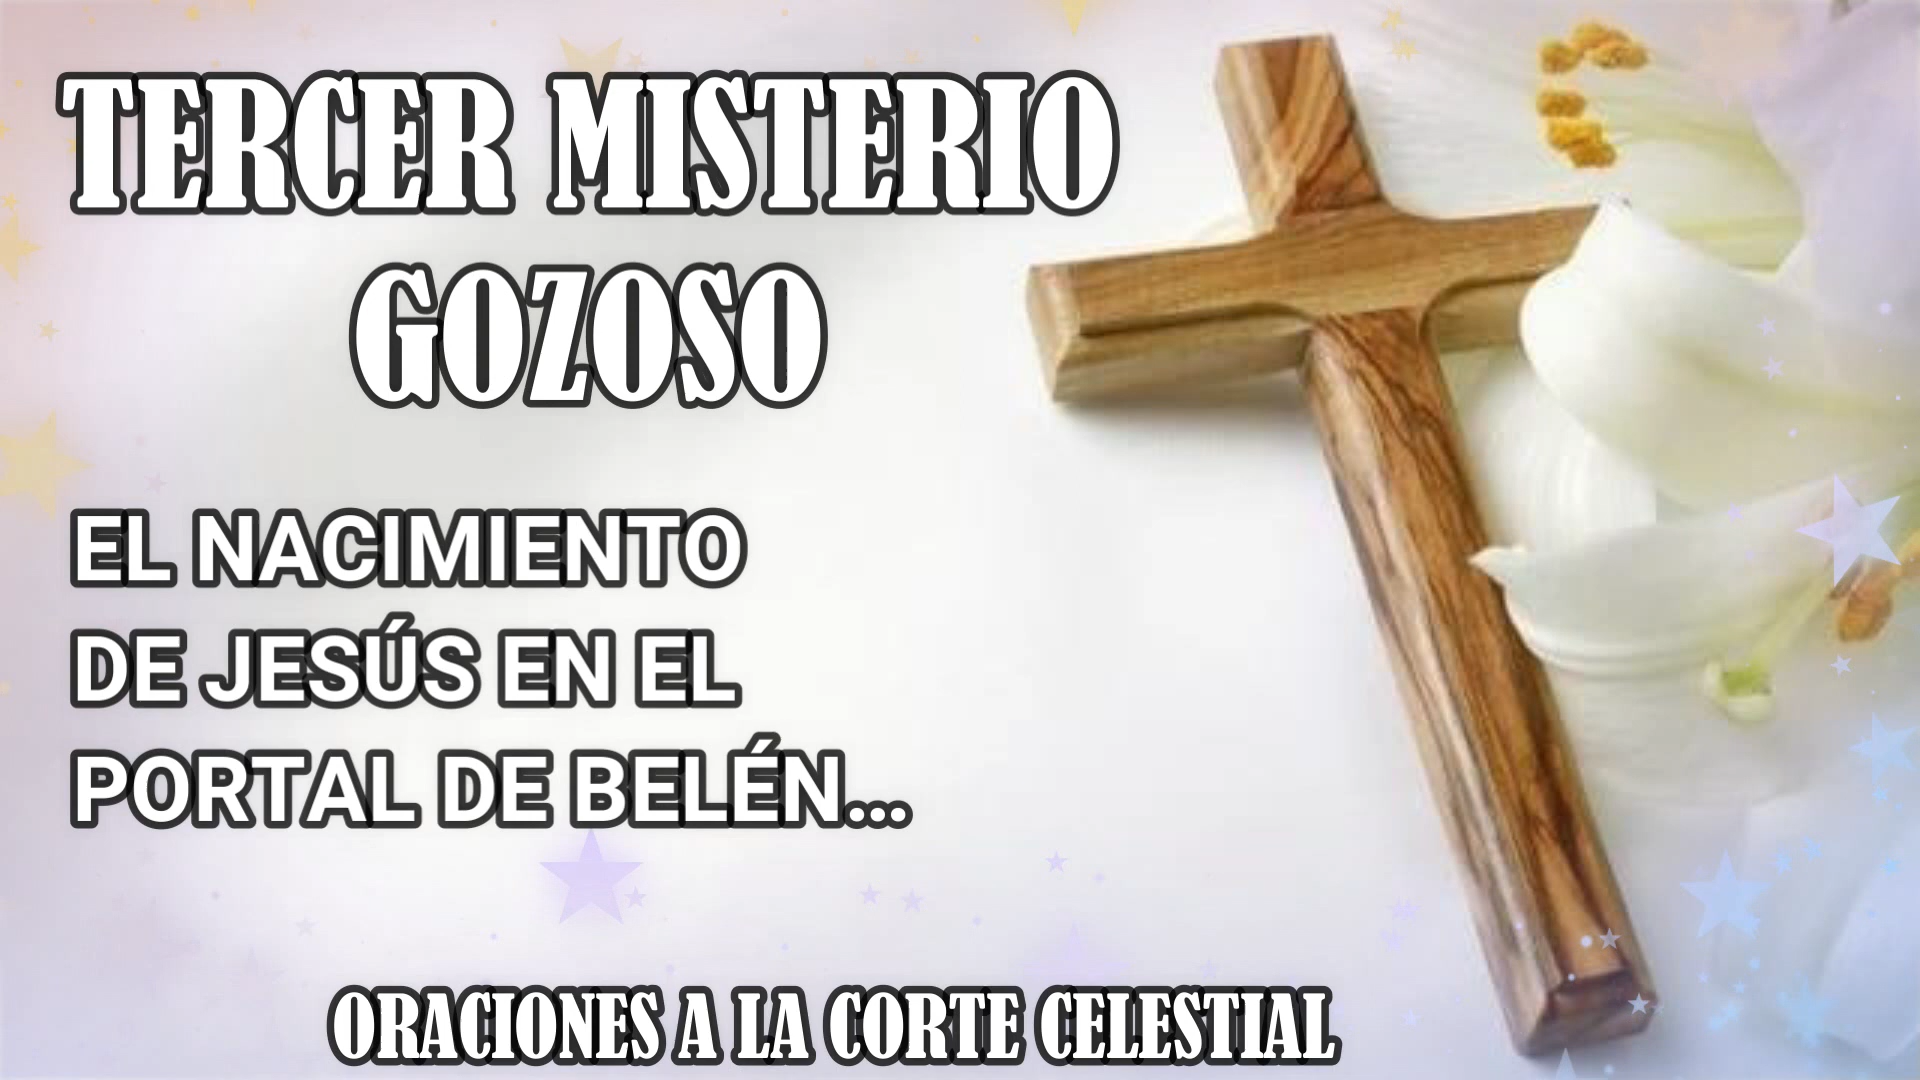 TERCER MISTERIO
GOZOSO
EL NACIMIENTO
DE JESÚS EN EL
PORTAL DE BELÉN...
ORACIONES A LA CORTE CELESTIAL